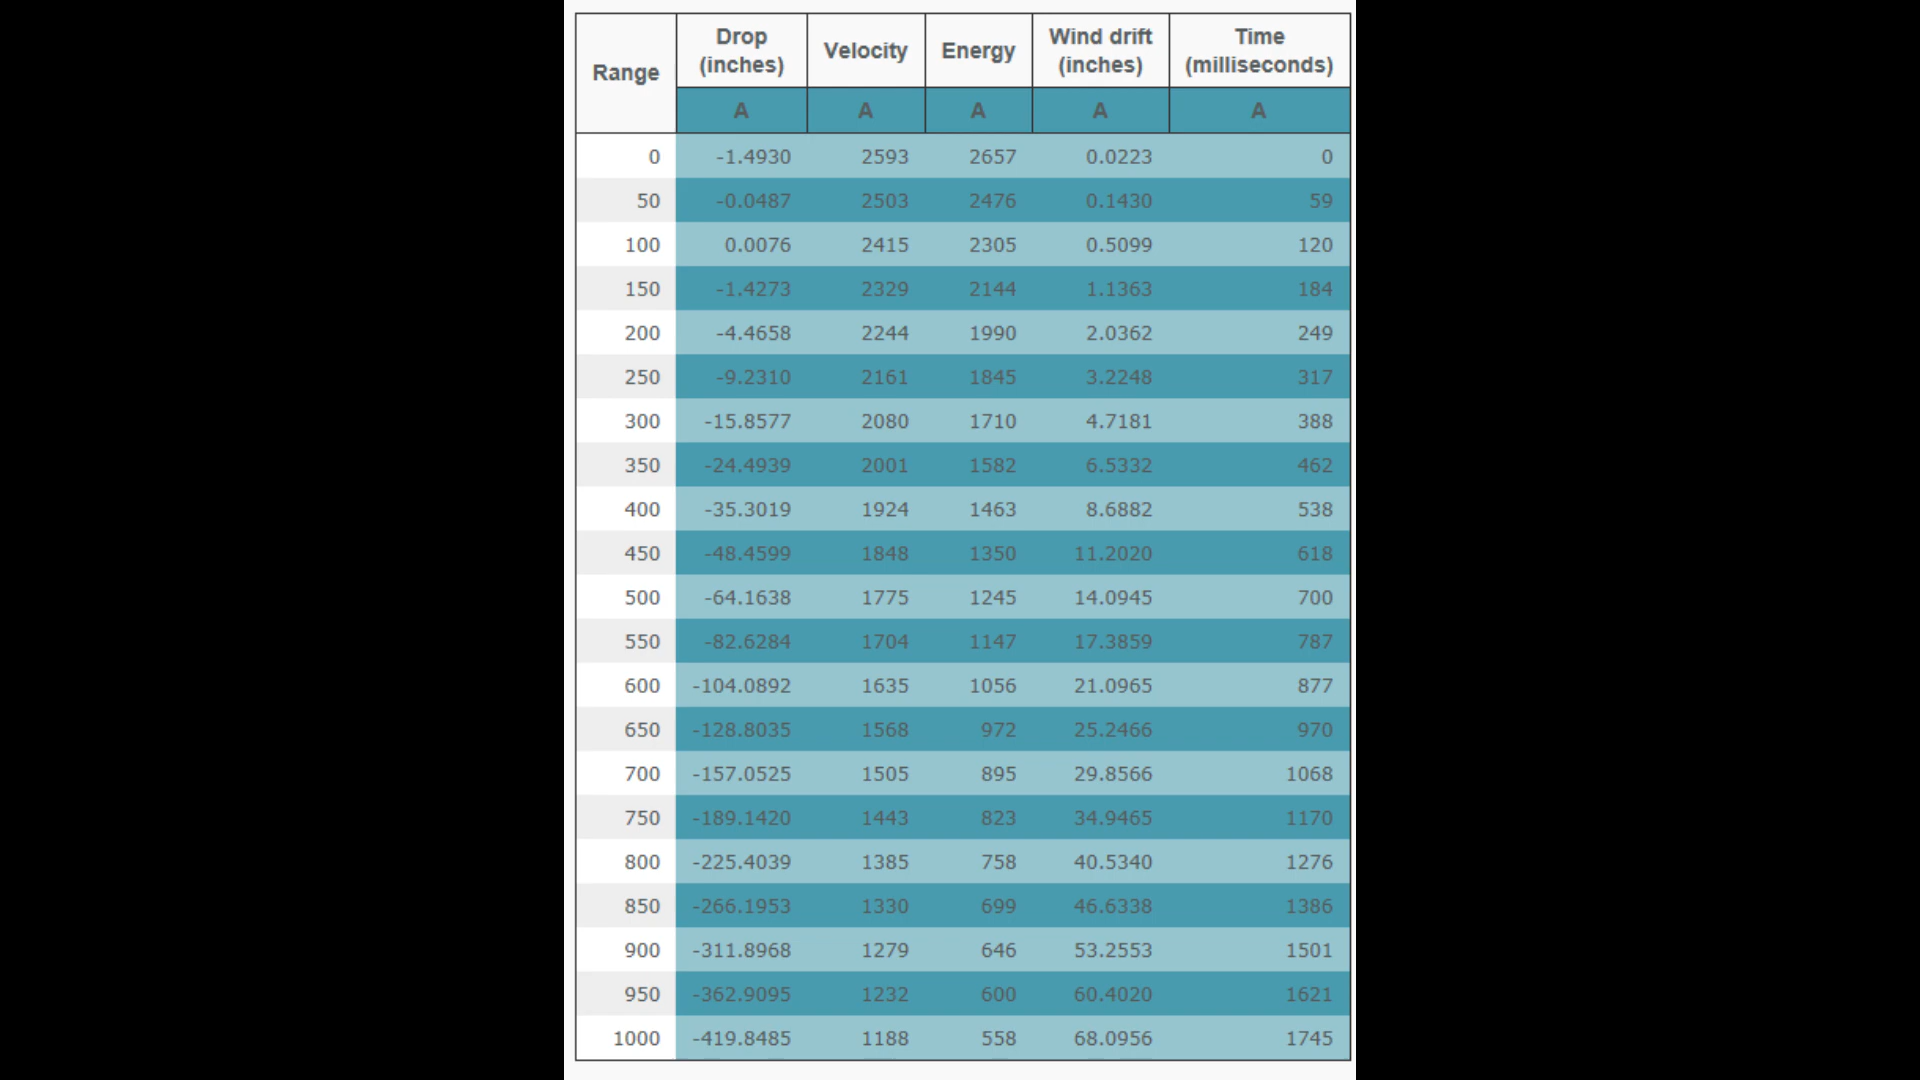 Range Drop (inches) Velocity Energy Wind drift (inches) Time (milliseconds)
A A A A A
0 -1.4930 2593 2657 0.0223 0
50 -0.0487 2503 2476 0.1430 59
100 0.0076 2415 2305 0.5099 120
150 -1.4273 2329 2144 1.1363 184
200 -4.4658 2244 1990 2.0362 249
250 -9.2310 2161 1845 3.2248 317
300 -15.8577 2080 1710 4.7181 388
350 -24.4939 2001 1582 6.5332 462
400 -35.3019 1924 1463 8.6882 538
450 -48.4599 1848 1350 11.2020 618
500 -64.1638 1775 1245 14.0945 700
550 -82.6284 1704 1147 17.3859 787
600 -104.0892 1635 1056 21.0965 877
650 -128.8035 1568 972 25.2466 970
700 -157.0525 1505 895 29.8566 1068
750 -189.1420 1443 823 34.9465 1170
800 -225.4039 1385 758 40.5340 1276
850 -266.1953 1330 699 46.6338 1386
900 -311.8968 1279 646 53.2553 1501
950 -362.9095 1232 600 60.4020 1621
1000 -419.8485 1188 558 68.0956 1745